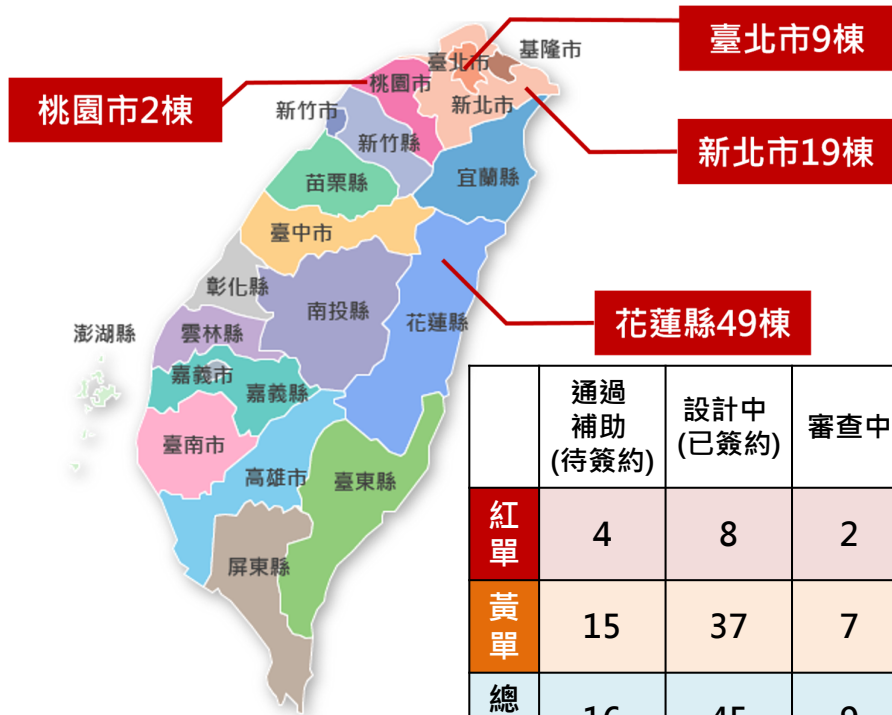 臺北市9棟
基隆市
臺北市
桃園市
桃園市2棟
新北市
新竹市
新竹縣
新北市19棟
苗栗縣
宜蘭縣
臺中市
彰化縣
南投縣
花蓮縣
花蓮縣49棟
澎湖縣
雲林縣
嘉義市
嘉義縣
臺南市
高雄市
臺東縣
屏東縣
通過
補助
(待簽約)
設計中
(已簽約)
審查中
紅單 4 8 2
黃單 15 37 7
總 16 45 9